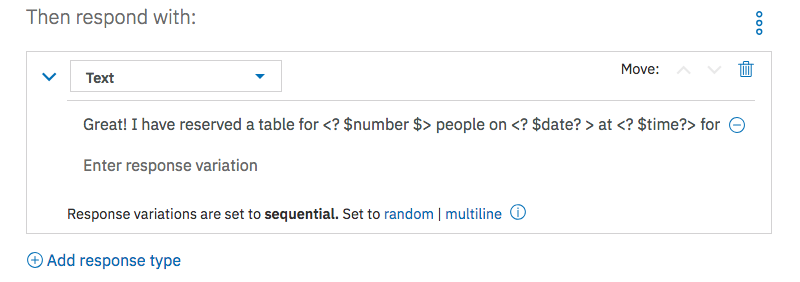 Then respond with:
Text
Move:
Great! I have reserved a table for <? $number $> people on <? $date? > at <? $time?> for
Enter response variation
Response variations are set to sequential. Set to random | multiline
Add response type